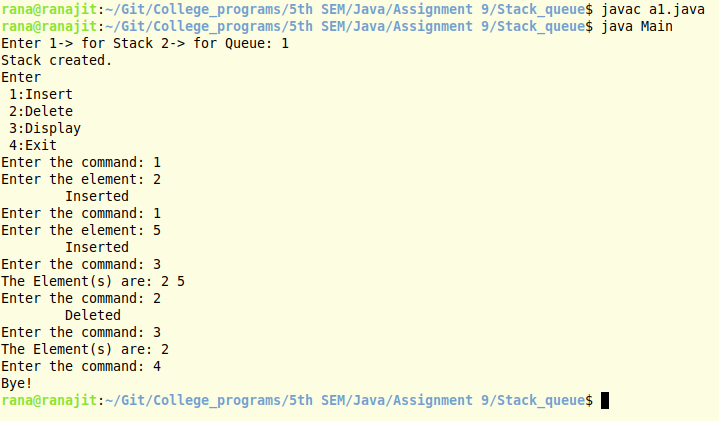 rana@ranajit:~/Git/College_programs/5th SEM/Java/Assignment 9/Stack_queue$ javac a1.java
rana@ranajit:~/Git/College_programs/5th SEM/Java/Assignment 9/Stack_queue$ java Main
Enter 1-> for Stack 2-> for Queue: 1
Stack created.
Enter
 1:Insert
 2:Delete
 3:Display
 4:Exit
Enter the command: 1
Enter the element: 2
        Inserted
Enter the command: 1
Enter the element: 5
        Inserted
Enter the command: 3
The Element(s) are: 2 5
Enter the command: 2
        Deleted
Enter the command: 3
The Element(s) are: 2
Enter the command: 4
Bye!
rana@ranajit:~/Git/College_programs/5th SEM/Java/Assignment 9/Stack_queue$